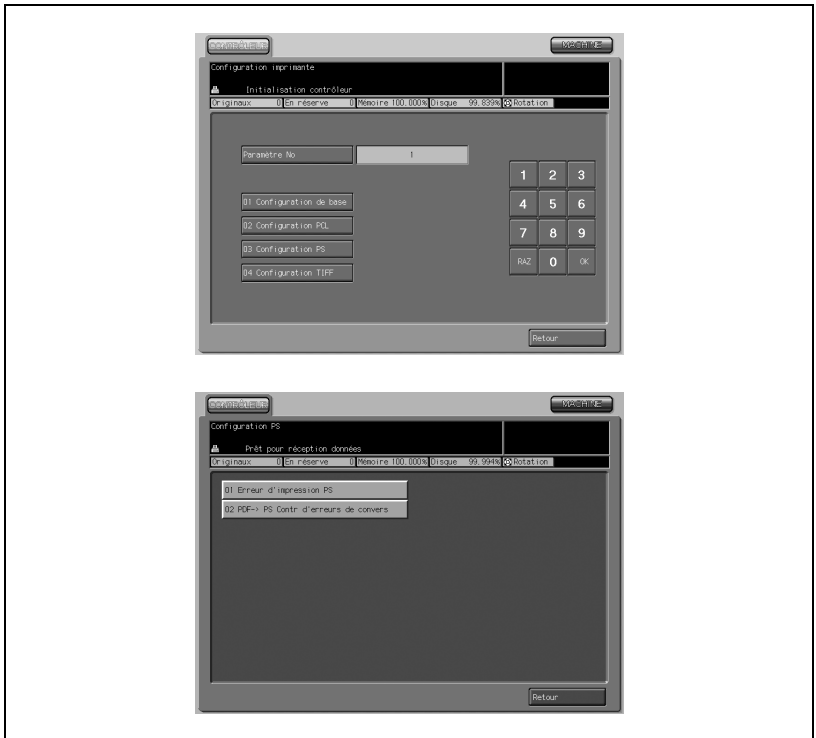 CONTRÔLEUR MACHINE
Configuration imprimante
Initialisation contrôleur
Originaux 0 En réserve 0 Mémoire 100.000% Disque 99.839% Rotation
Paramètre No 1
1 2 3
01 Configuration de base 4 5 6
02 Configuration PCL 7 8 9
03 Configuration PS
RAZ 0 OK
04 Configuration TIFF
Retour
CONTRÔLEUR MACHINE
Configuration PS
Prêt pour réception données
Originaux 0 En réserve 0 Mémoire 100.000% Disque 99.994% Rotation
01 Erreur d'impression PS
02 PDF-> PS Contr d'erreurs de convers
Retour